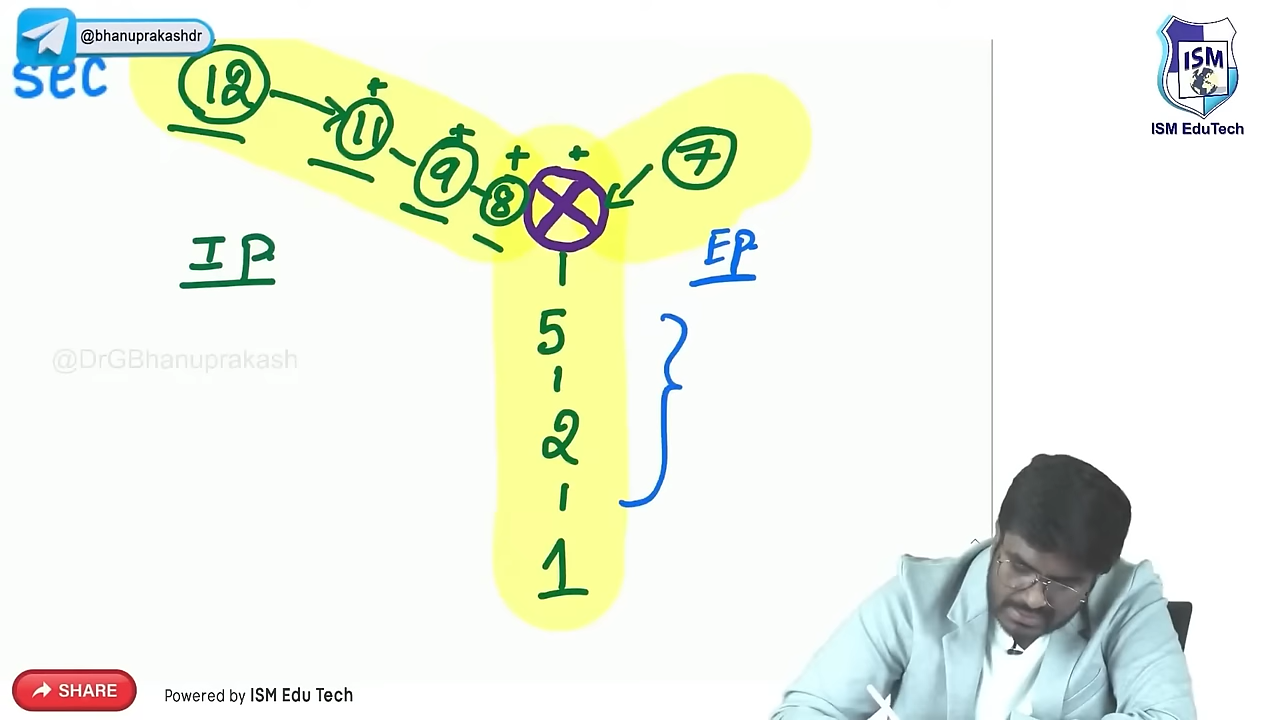 @bhanuprakashdr
sec
12
+
11
+
9
+
8
+
X
7
IP
EP
5
2
1
@DrGBhanuprakash
ISM
ISM EduTech
SHARE
Powered by ISM Edu Tech